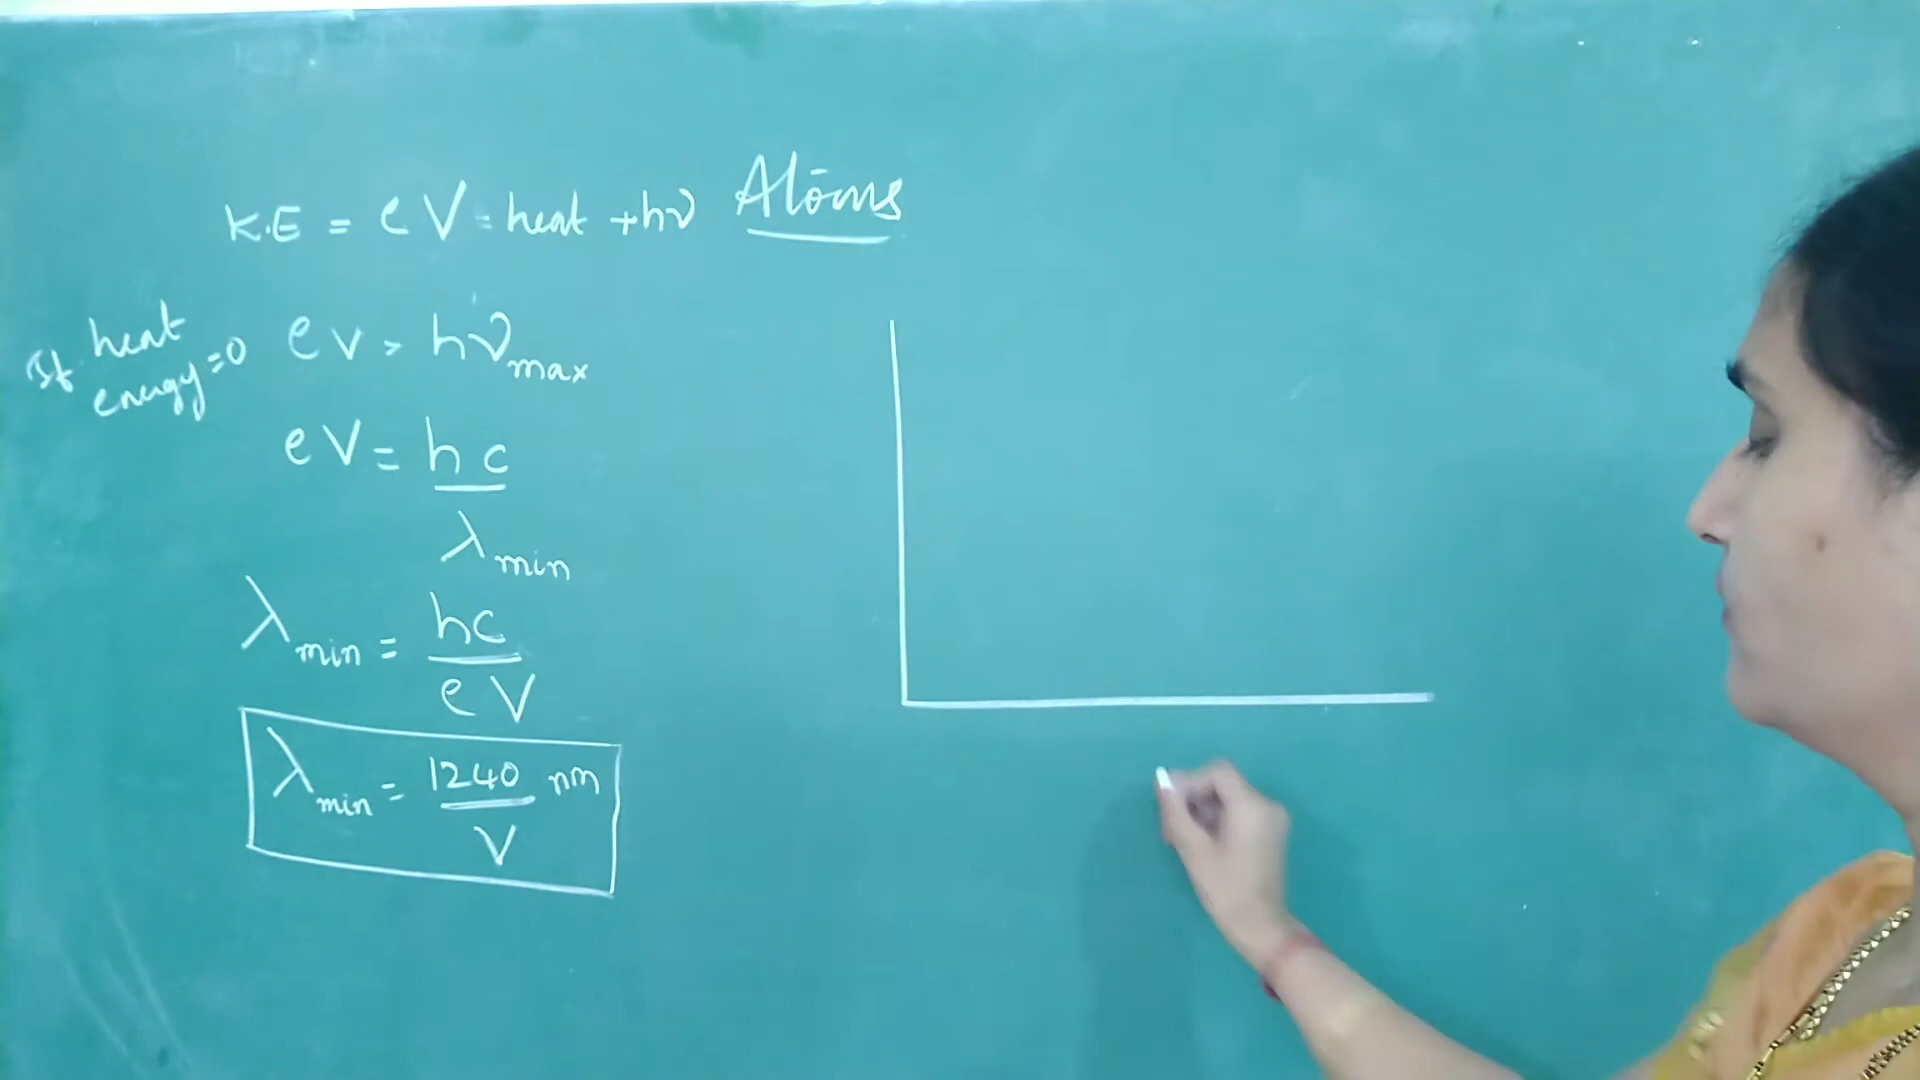 Atoms
K.E = eV = heat + hν
If heat energy = 0 eV = hν max
eV = hc
λ min
λ min = hc
eV
λ min = 1240 nm
V